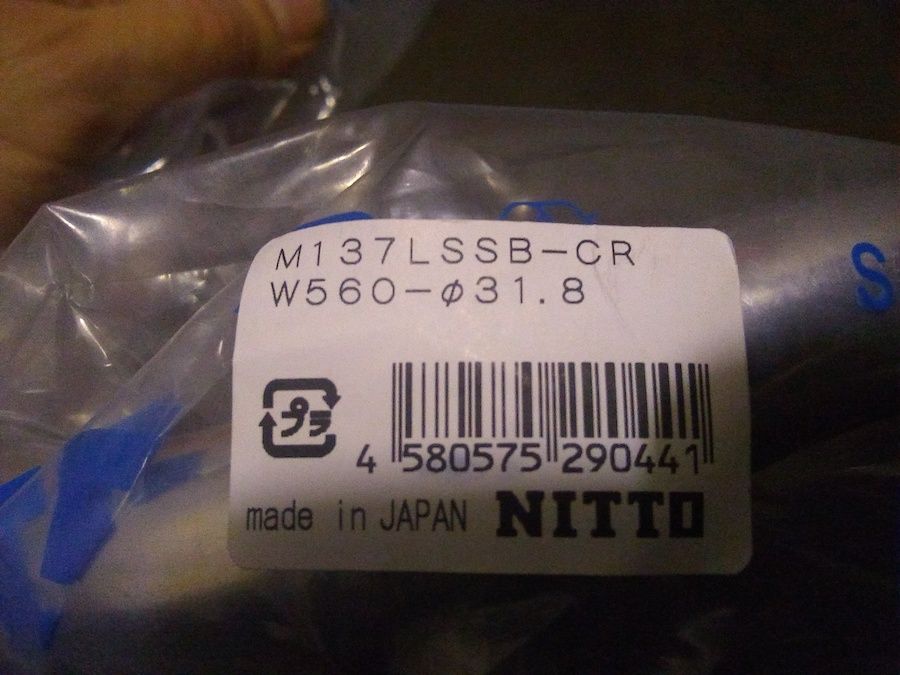 M137LSSB-CR
W560-φ31.8
プラ
4 580575 290441
made in JAPAN NITTO
S